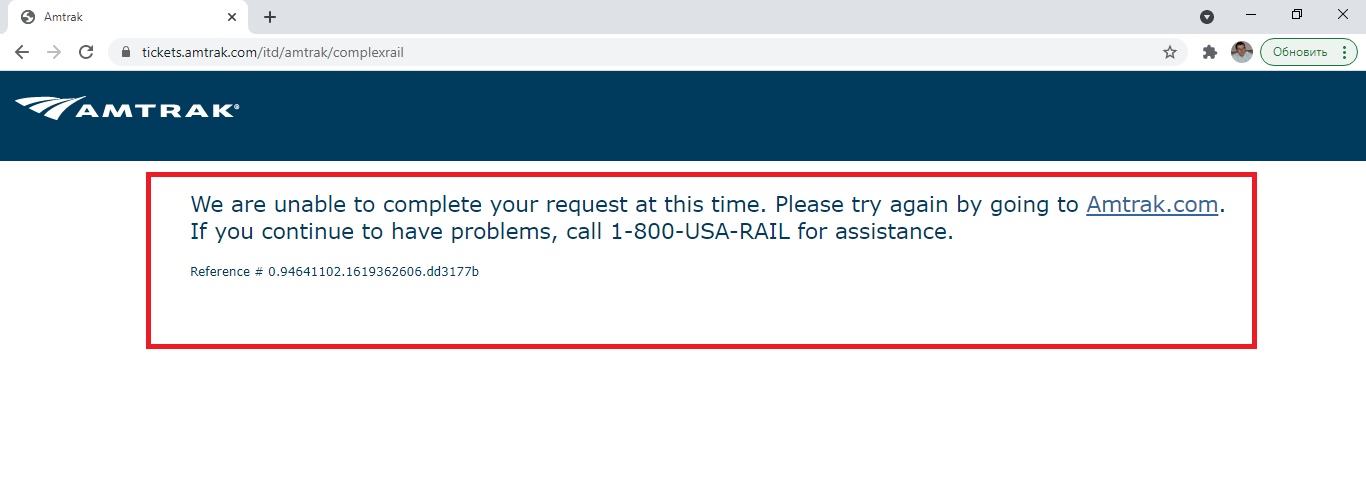 Amtrak
tickets.amtrak.com/itd/amtrak/complexrail
Обновить
AMTRAK®
We are unable to complete your request at this time. Please try again by going to Amtrak.com.
If you continue to have problems, call 1-800-USA-RAIL for assistance.
Reference # 0.94641102.1619362606.dd3177b